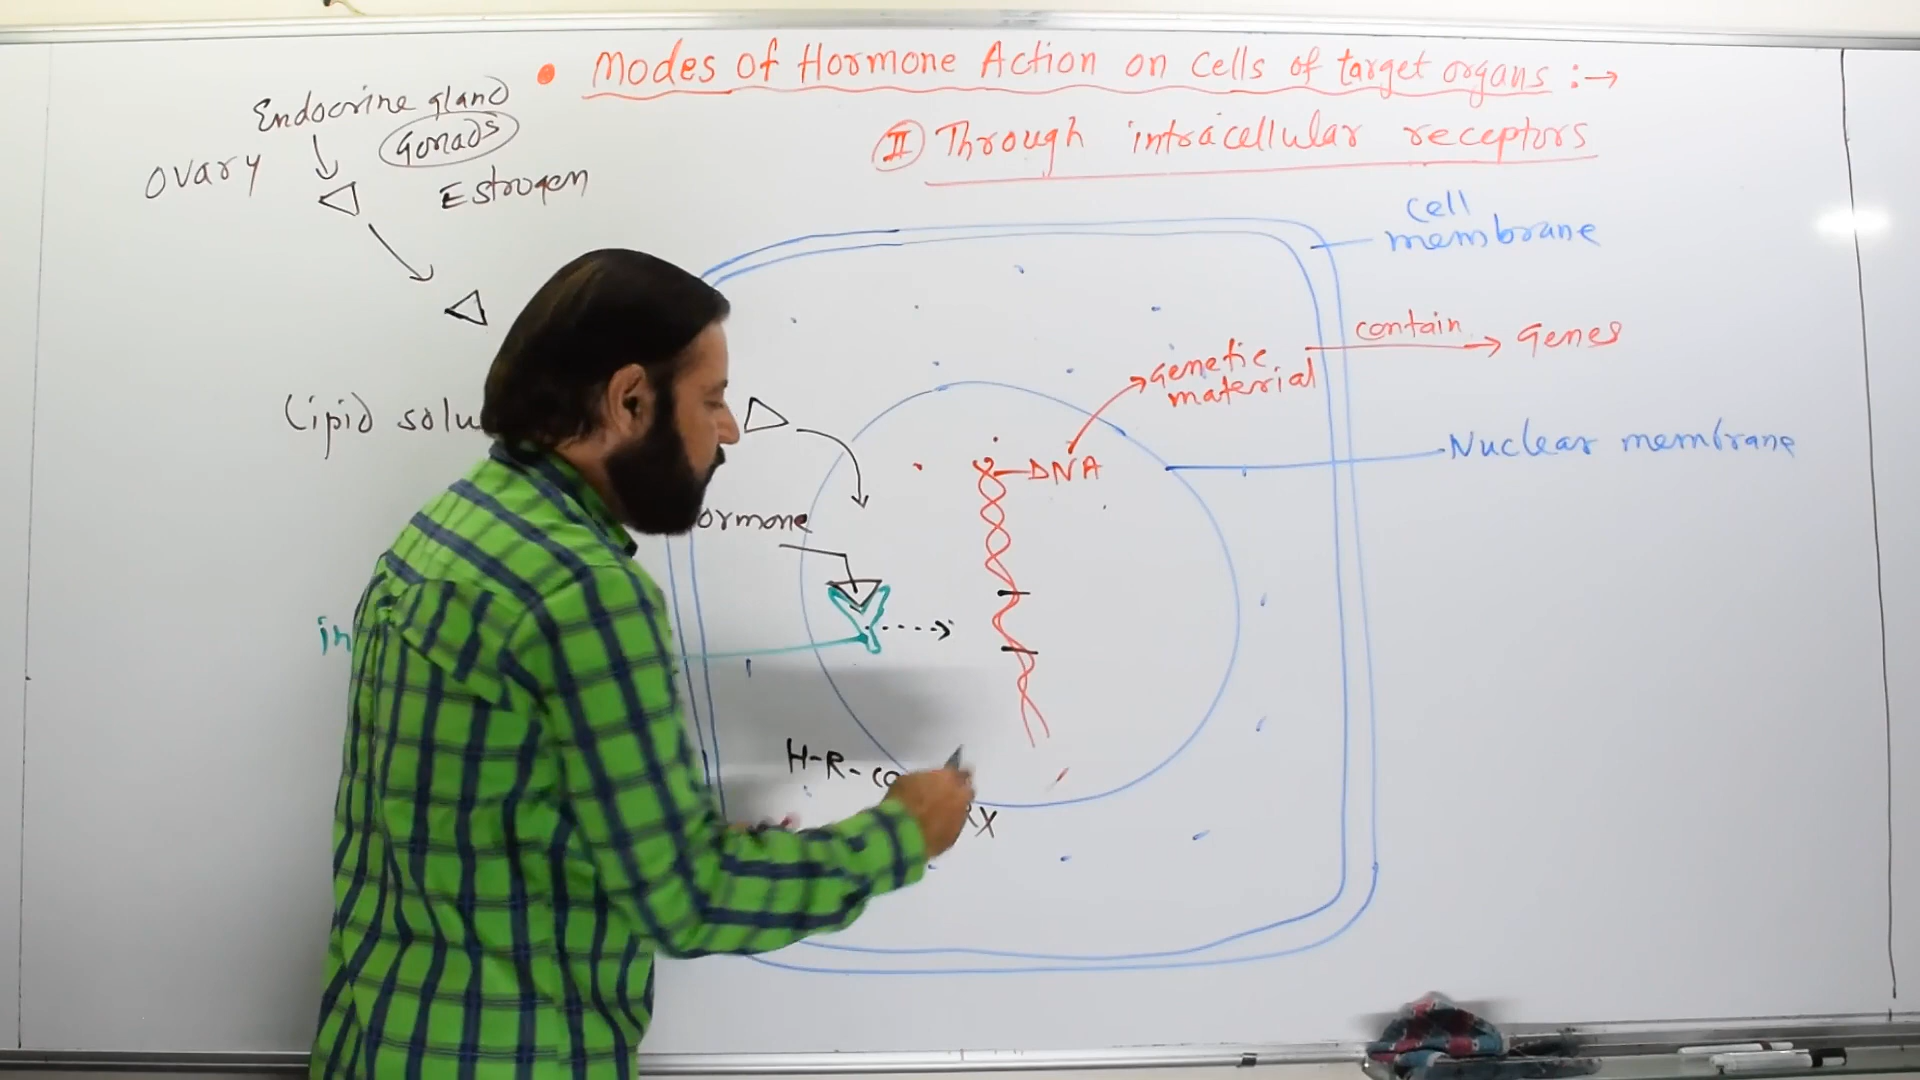 • Modes of Hormone Action on cells of target organs :→
II Through intracellular receptors
Endocrine gland
Gonads
Ovary
Estrogen
Cell
membrane
contain
Genes
Genetic
material
Nuclear membrane
DNA
Lipid
H-R-